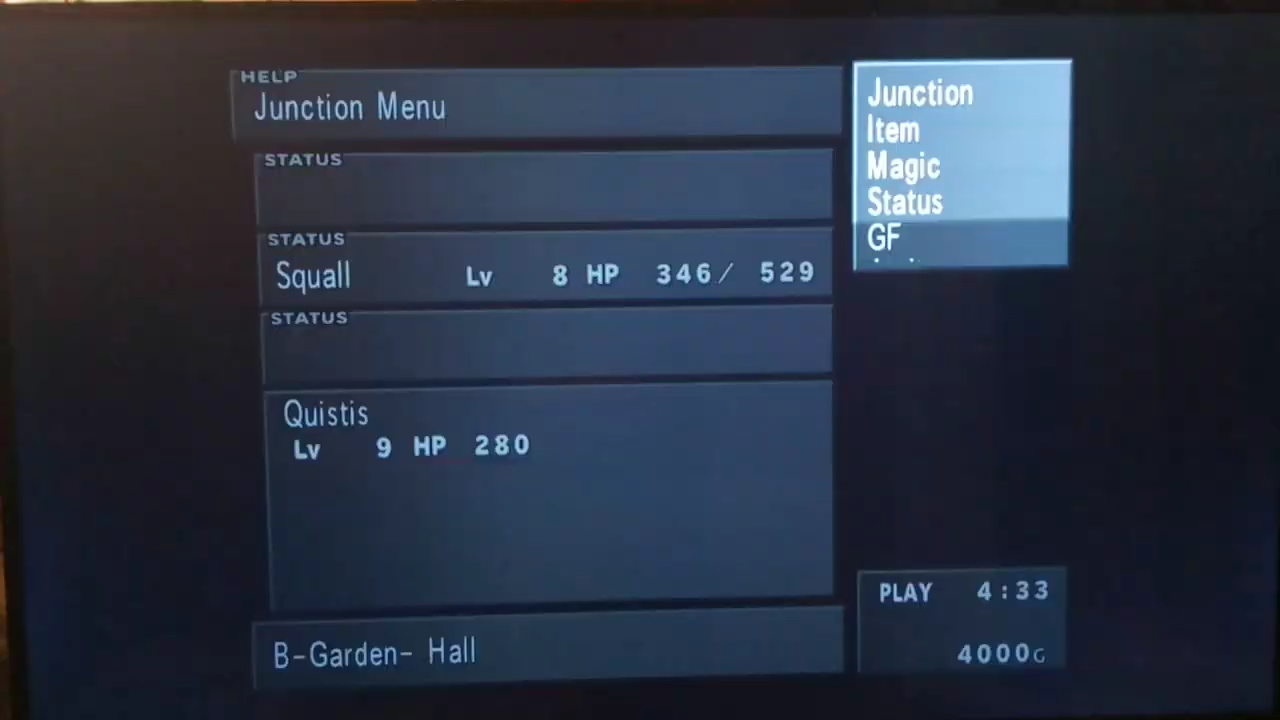 HELP
Junction Menu
STATUS
STATUS
Squall Lv 8 HP 346/ 529
STATUS
Quistis
Lv 9 HP 280
B-Garden- Hall
Junction
Item
Magic
Status
GF
PLAY 4:33
4000G